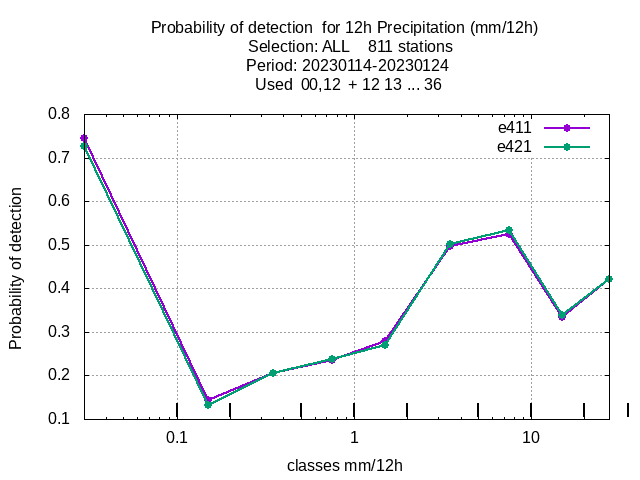 Probability of detection  for 12h Precipitation (mm/12h)
Selection: ALL    811 stations
Period: 20230114-20230124
Used  00,12  + 12 13 ... 36
0.8
0.7
0.6
0.5
0.4
0.3
0.2
0.1
Probability of detection
e411
e421
0.1
1
10
classes mm/12h